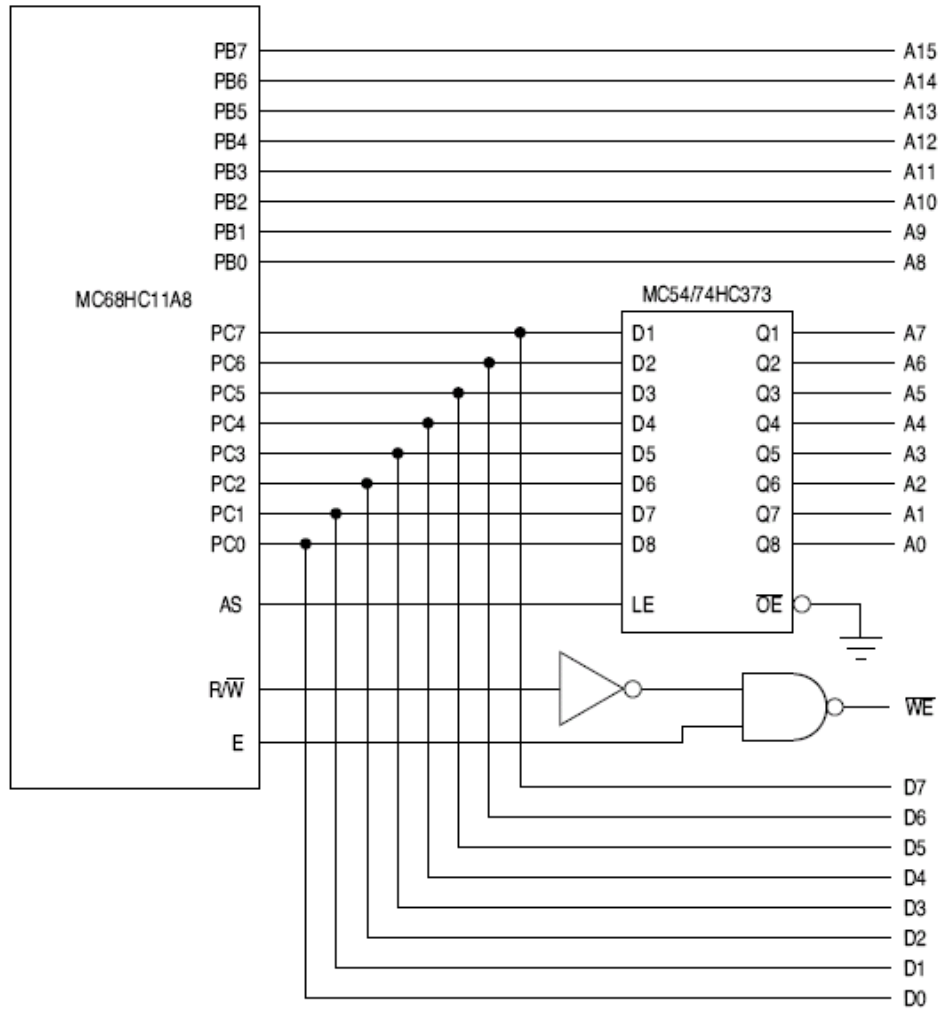 PB7 A15
PB6 A14
PB5 A13
PB4 A12
PB3 A11
PB2 A10
PB1 A9
PB0 A8
MC68HC11A8 MC54/74HC373
PC7 D1 Q1 A7
PC6 D2 Q2 A6
PC5 D3 Q3 A5
PC4 D4 Q4 A4
PC3 D5 Q5 A3
PC2 D6 Q6 A2
PC1 D7 Q7 A1
PC0 D8 Q8 A0
AS LE O̅E̅
R/W̅ W̅E̅
E
D7
D6
D5
D4
D3
D2
D1
D0